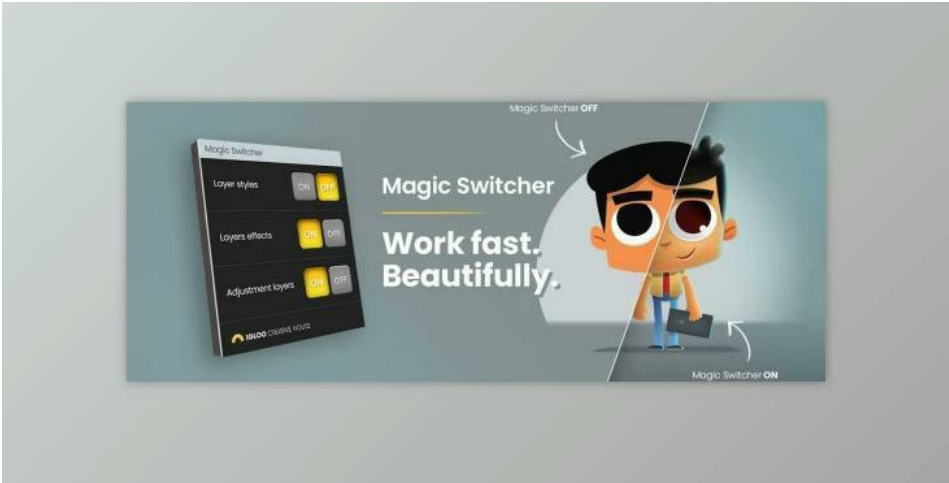 Magic Switcher OFF
Magic Switcher
Layer styles
ON OFF
Layers effects
ON OFF
Adjustment layers
ON OFF
IGLOO CREATIVE HOUSE
Magic Switcher
Work fast.
Beautifully.
Magic Switcher ON